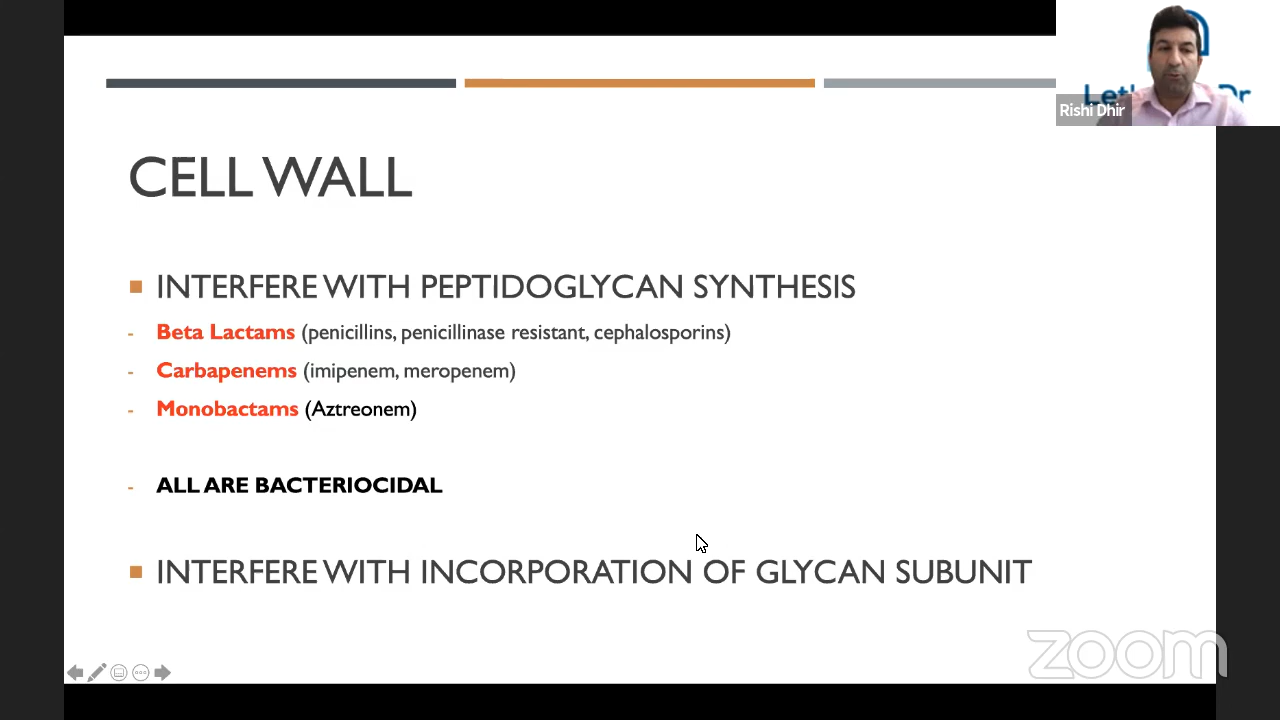 Rishi Dhir
CELL WALL
INTERFERE WITH PEPTIDOGLYCAN SYNTHESIS
- Beta Lactams (penicillins, penicillinase resistant, cephalosporins)
- Carbapenems (imipenem, meropenem)
- Monobactams (Aztreonem)
- ALL ARE BACTERIOCIDAL
INTERFERE WITH INCORPORATION OF GLYCAN SUBUNIT
zoom